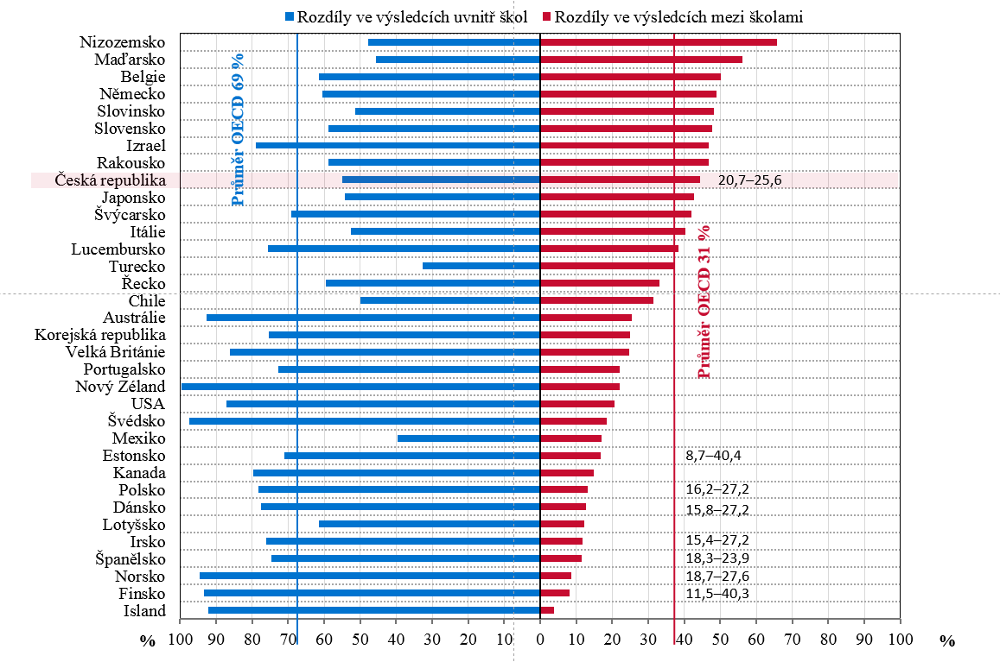 Rozdíly ve výsledcích uvnitř škol Rozdíly ve výsledcích mezi školami
Nizozemsko
Maďarsko
Belgie
Německo
Slovinsko
Slovensko
Izrael
Rakousko
Česká republika 20,7–25,6
Japonsko
Švýcarsko
Itálie
Lucembursko
Turecko
Řecko
Chile
Austrálie
Korejská republika
Velká Británie
Portugalsko
Nový Zéland
USA
Švédsko
Mexiko
Estonsko 8,7–40,4
Kanada
Polsko 16,2–27,2
Dánsko 15,8–27,2
Lotyšsko
Irsko 15,4–27,2
Španělsko 18,3–23,9
Norsko 18,7–27,6
Finsko 11,5–40,3
Island
Průměr OECD 69 %
Průměr OECD 31 %
% 100 90 80 70 60 50 40 30 20 10 0 10 20 30 40 50 60 70 80 90 100 %